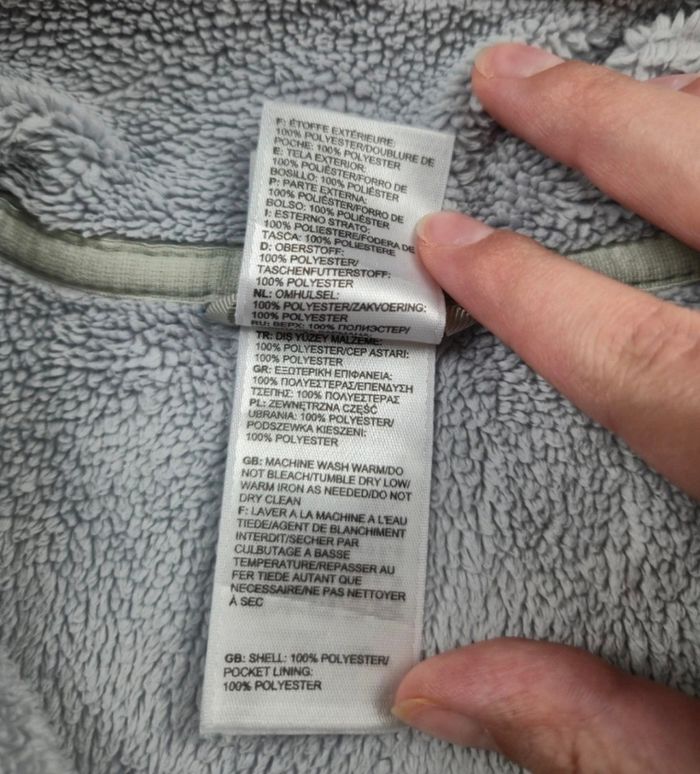 F: ÉTOFFE EXTÉRIEURE:
100% POLYESTER/DOUBLURE DE
POCHE: 100% POLYESTER
E: TELA EXTERIOR:
100% POLIÉSTER/FORRO DE
BOSILLO: 100% POLIÉSTER
P: PARTE EXTERNA:
100% POLIÉSTER/FORRO DE
BOLSO: 100% POLIÉSTER
I: ESTERNO STRATO:
100% POLIESTERE/FODERA DE
TASCA: 100% POLIESTERE
D: OBERSTOFF:
100% POLYESTER/
TASCHENFUTTERSTOFF:
100% POLYESTER
NL: OMHULSEL:
100% POLYESTER/ZAKVOERING:
100% POLYESTER
RU: ВЕРХ: 100% ПОЛИЭСТЕР/
TR: DIŞ YÜZEY MALZEME:
100% POLYESTER/CEP ASTARI:
100% POLYESTER
GR: ΕΞΩΤΕΡΙΚΗ ΕΠΙΦΑΝΕΙΑ:
100% ΠΟΛΥΕΣΤΕΡΑΣ/ΕΠΕΝΔΥΣΗ
ΤΣΕΠΗΣ: 100% ΠΟΛΥΕΣΤΕΡΑΣ
PL: ZEWNĘTRZNA CZĘŚĆ
UBRANIA: 100% POLYESTER/
PODSZEWKA KIESZENI:
100% POLYESTER
GB: MACHINE WASH WARM/DO
NOT BLEACH/TUMBLE DRY LOW/
WARM IRON AS NEEDED/DO NOT
DRY CLEAN
F: LAVER A LA MACHINE A L'EAU
TIEDE/AGENT DE BLANCHIMENT
INTERDIT/SECHER PAR
CULBUTAGE A BASSE
TEMPERATURE/REPASSER AU
FER TIEDE AUTANT QUE
NECESSAIRE/NE PAS NETTOYER
À SEC
GB: SHELL: 100% POLYESTER/
POCKET LINING:
100% POLYESTER